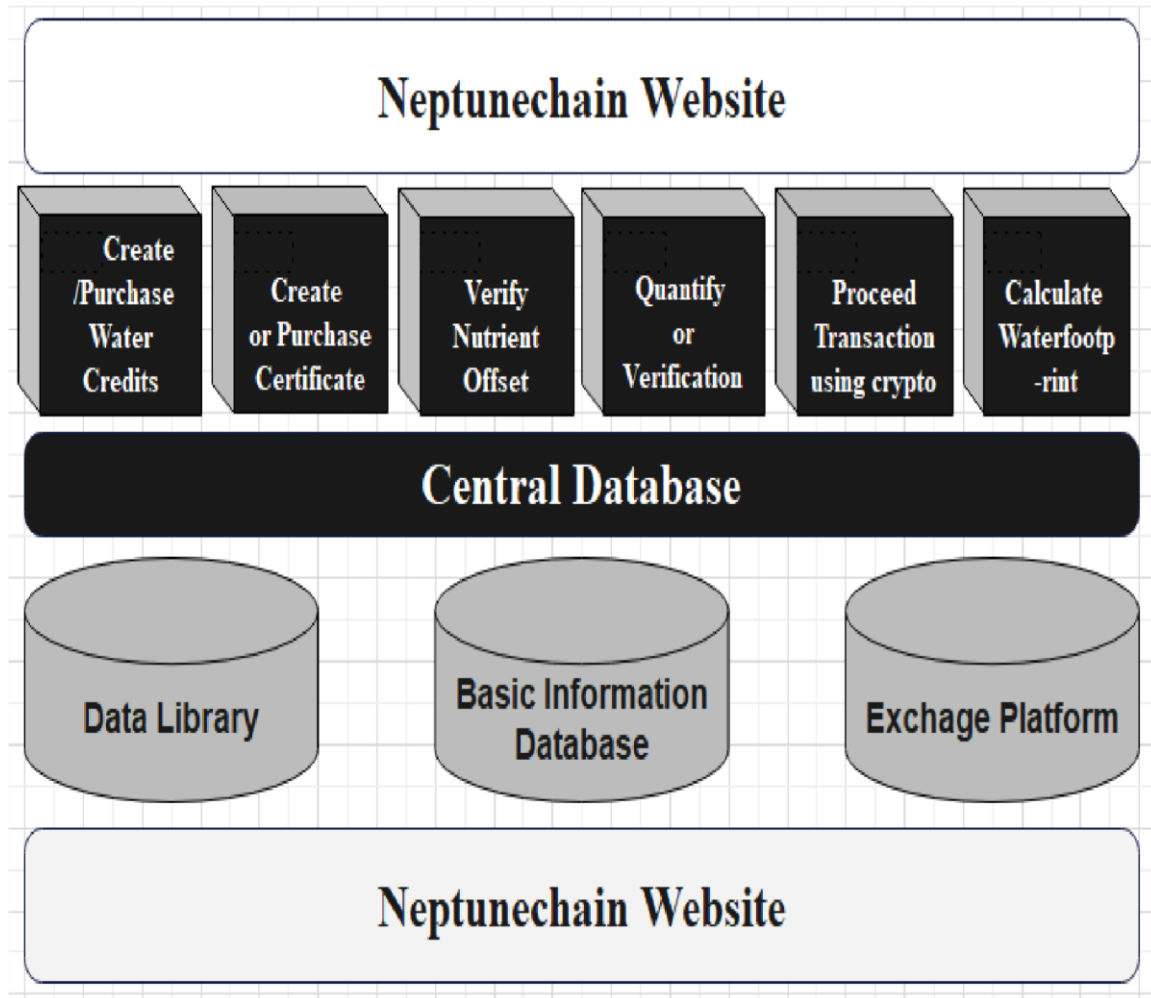 Neptunechain Website
Create
/Purchase
Water
Credits
Create
or Purchase
Certificate
Verify
Nutrient
Offset
Quantify
or
Verification
Proceed
Transaction
using crypto
Calculate
Waterfootp
-rint
Central Database
Data Library
Basic Information
Database
Exchage Platform
Neptunechain Website